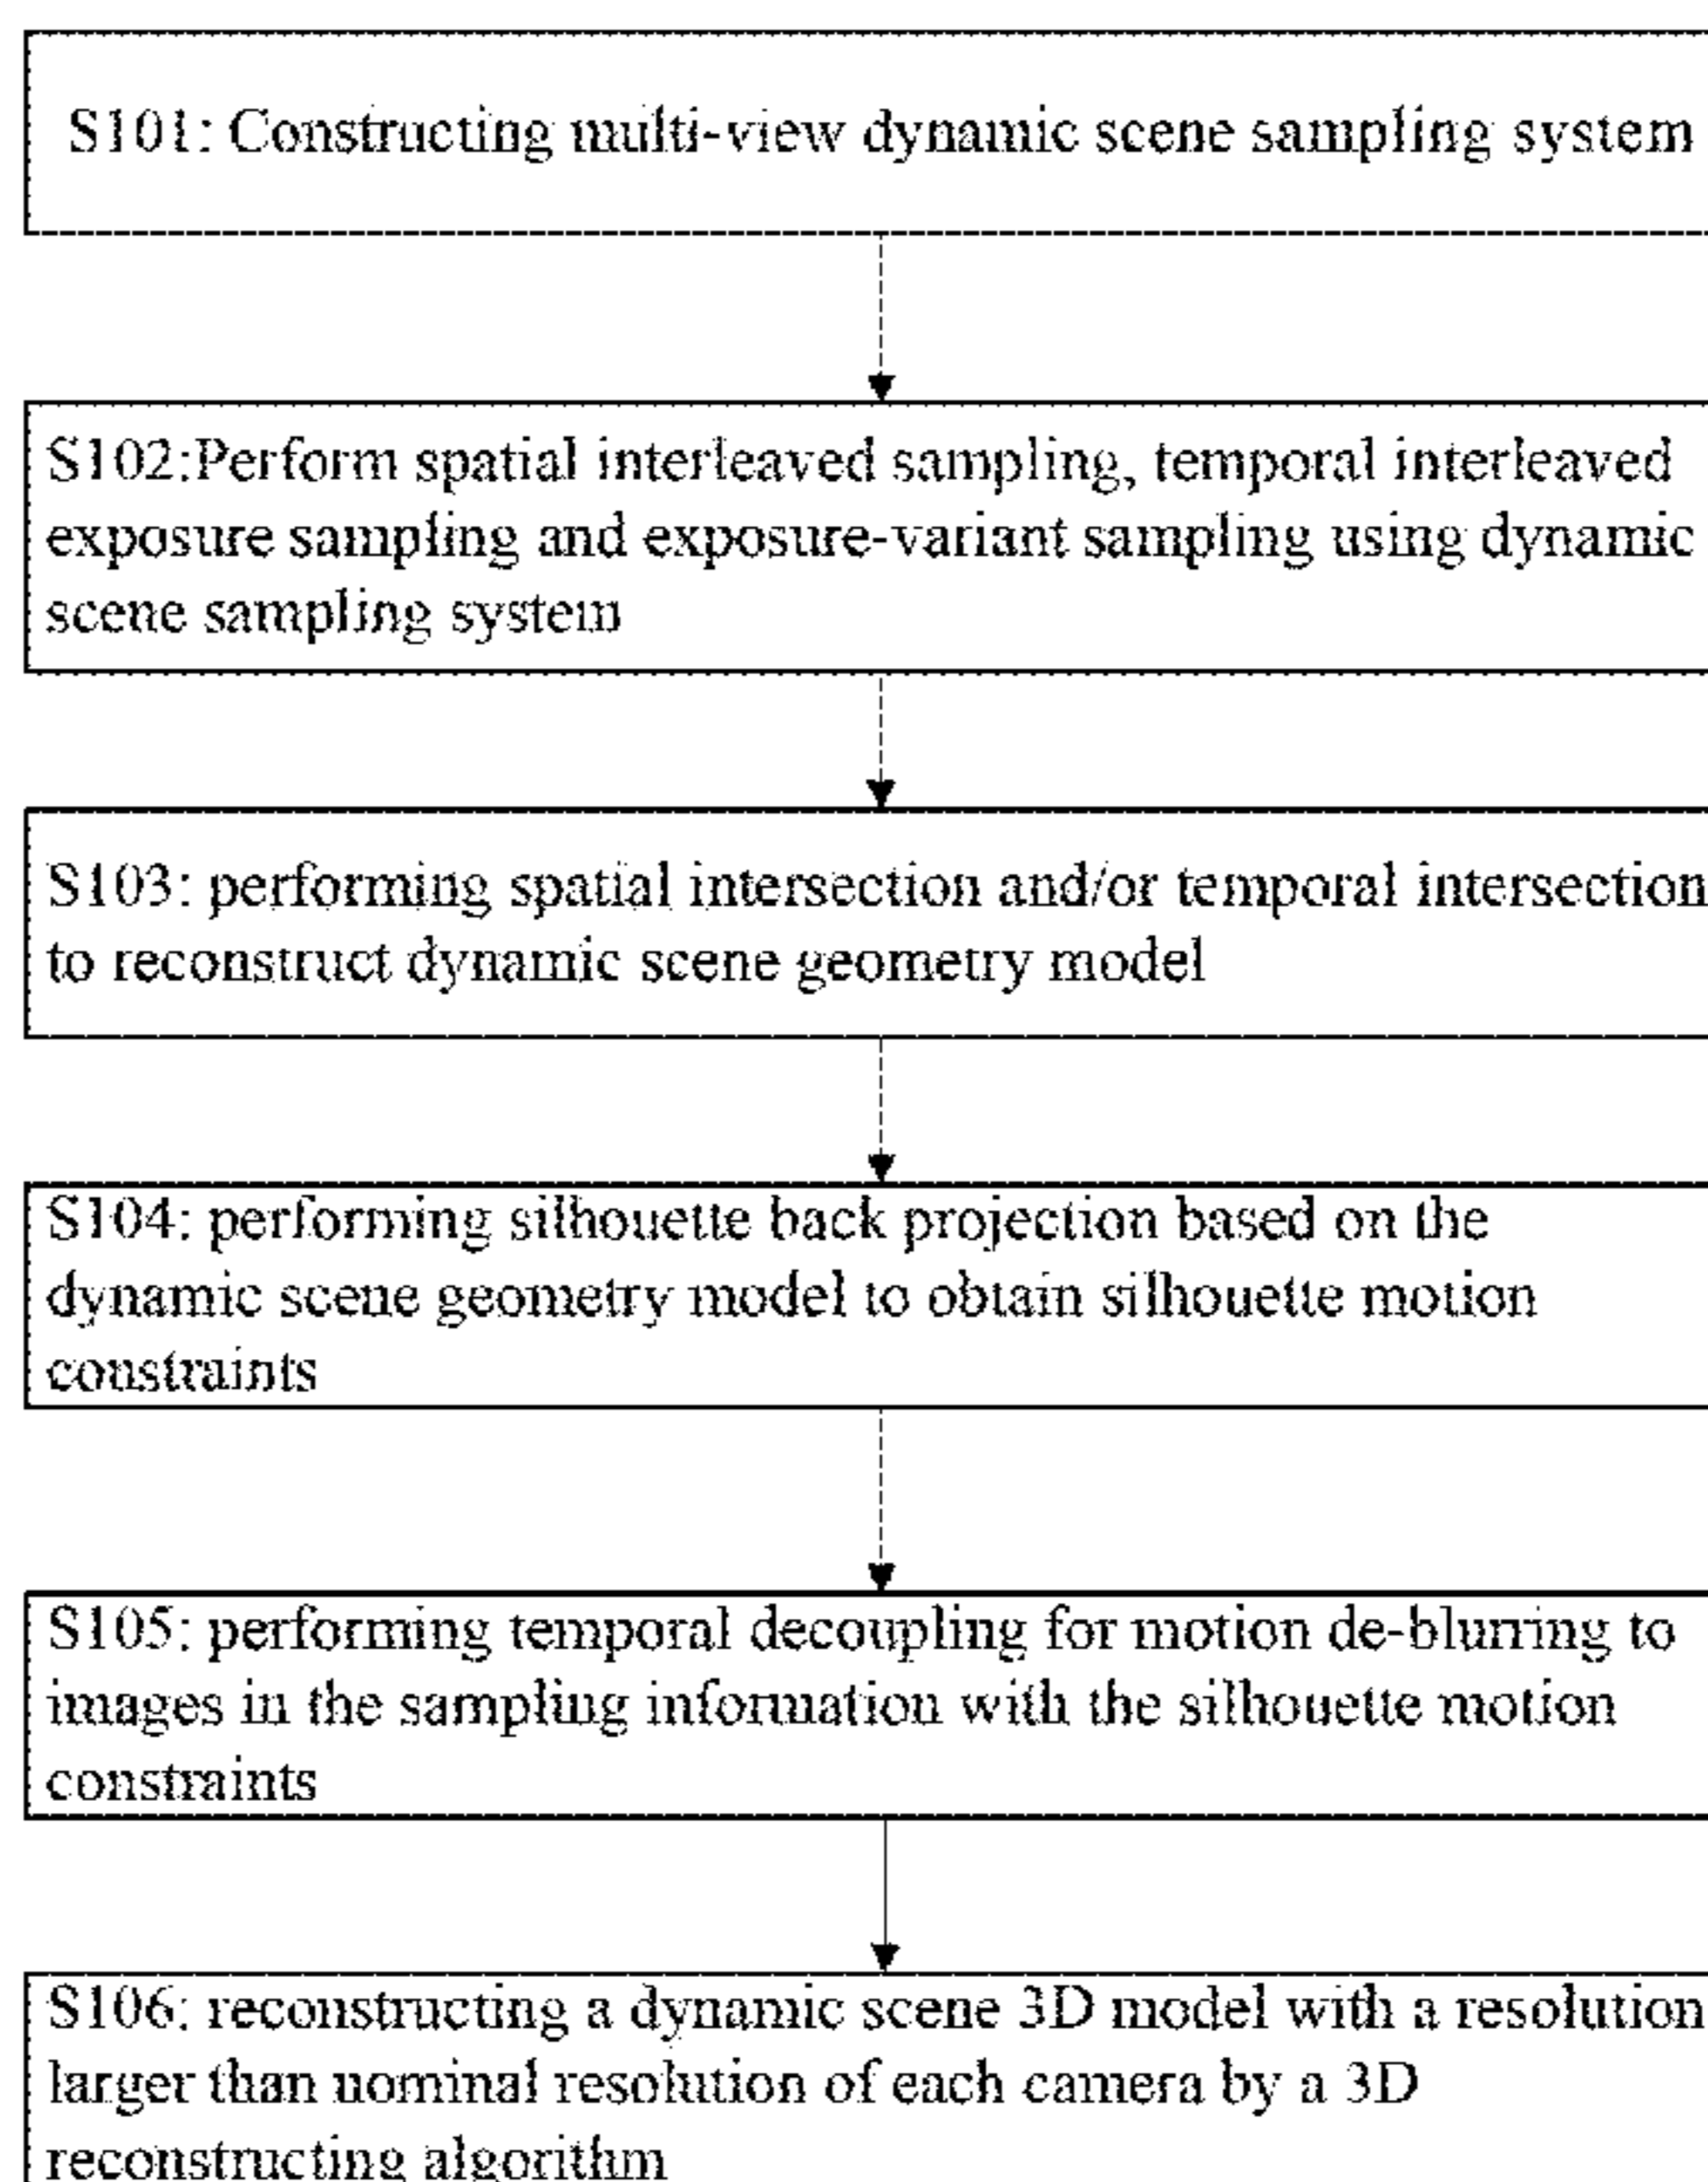 S101: Constructing multi-view dynamic scene sampling system
S102:Perform spatial interleaved sampling, temporal interleaved
exposure sampling and exposure-variant sampling using dynamic
scene sampling system
S103: performing spatial intersection and/or temporal intersection
to reconstruct dynamic scene geometry model
S104: performing silhouette back projection based on the
dynamic scene geometry model to obtain silhouette motion
constraints
S105: performing temporal decoupling for motion de-blurring to
images in the sampling information with the silhouette motion
constraints
S106: reconstructing a dynamic scene 3D model with a resolution
larger than nominal resolution of each camera by a 3D
reconstructing algorithm